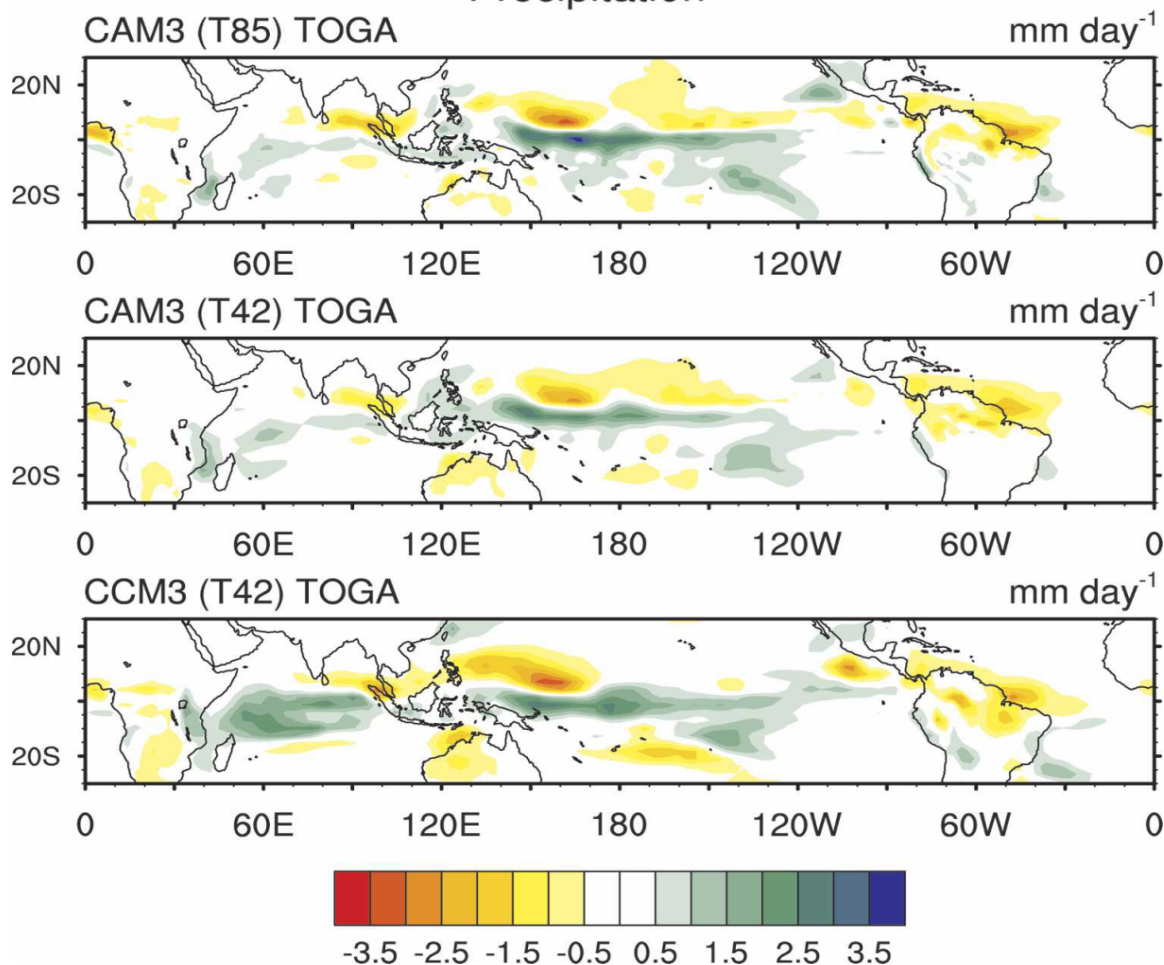 Precipitation
CAM3 (T85) TOGA mm day-1
20N
20S
0 60E 120E 180 120W 60W 0
CAM3 (T42) TOGA mm day-1
20N
20S
0 60E 120E 180 120W 60W 0
CCM3 (T42) TOGA mm day-1
20N
20S
0 60E 120E 180 120W 60W 0
-3.5 -2.5 -1.5 -0.5 0.5 1.5 2.5 3.5